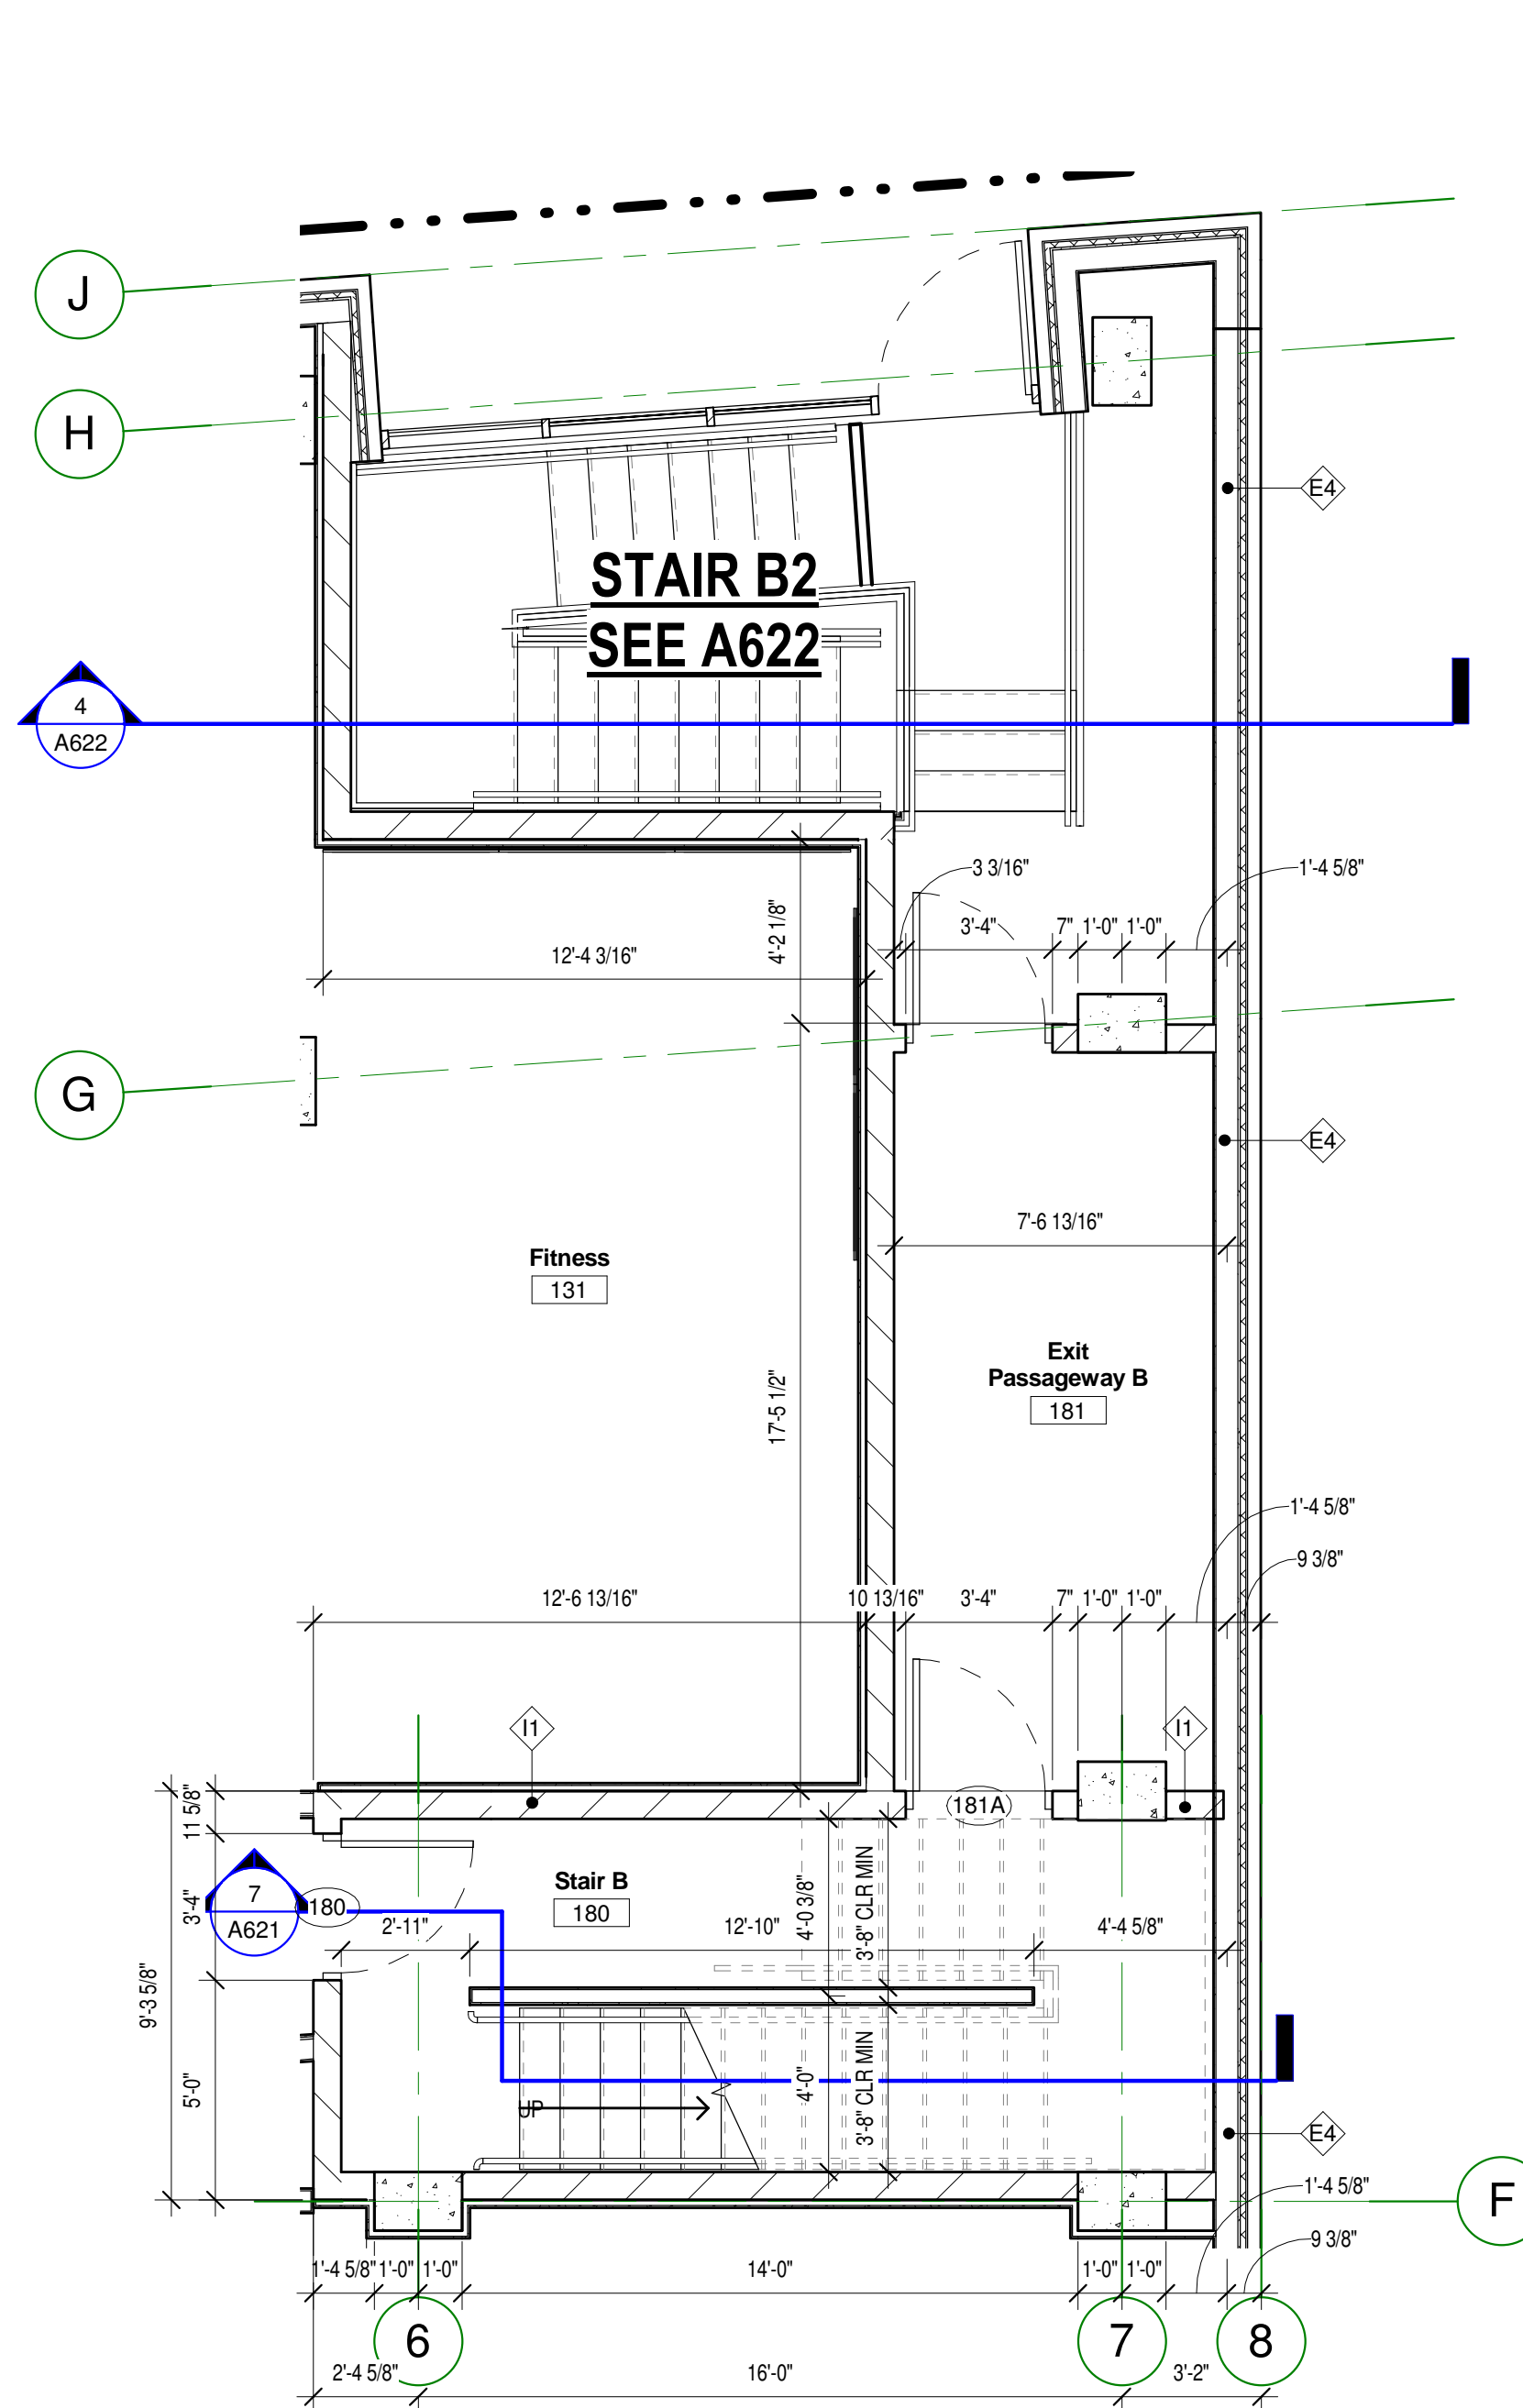 J
H
E4
STAIR B2
SEE A622
4
A622
3 3/16"
1'-4 5/8"
4'-2 1/8"
3'-4"
7"
1'-0"
1'-0"
12'-4 3/16"
G
E4
7'-6 13/16"
Fitness
131
Exit
Passageway B
181
17'-5 1/2"
1'-4 5/8"
9 3/8"
12'-6 13/16"
10 13/16"
3'-4"
7"
1'-0"
1'-0"
I1
I1
11 5/8"
181A
Stair B
180
7
A621
180
3'-4"
2'-11"
12'-10"
4'-0 3/8"
3'-8" CLR MIN
4'-4 5/8"
9'-3 5/8"
5'-0"
4'-0"
3'-8" CLR MIN
UP
E4
1'-4 5/8"
F
9 3/8"
1'-4 5/8"
1'-0"
1'-0"
14'-0"
1'-0"
1'-0"
6
7
8
2'-4 5/8"
16'-0"
3'-2"